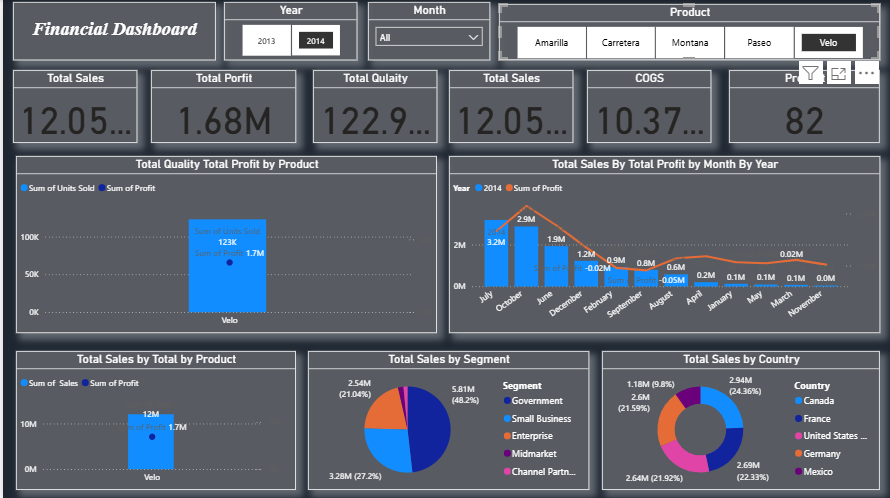 Financial Dashboard
Year
2013
2014
Month
All
Product
Amarilla
Carretera
Montana
Paseo
Velo
Total Sales
12.05...
Total Porfit
1.68M
Total Qulaity
122.9...
Total Sales
12.05...
COGS
10.37...
82
Total Quality Total Profit by Product
Sum of Units Sold
Sum of Profit
100K
50K
0K
Sum of Units Sold
123K
Sum of Profit 1.7M
Velo
Total Sales By Total Profit by Month By Year
Year
2014
Sum of Profit
2M
0M
2014
3.2M
2.9M
1.9M
1.2M
-0.02M
0.9M
0.8M
0.6M
-0.05M
0.2M
0.1M
0.1M
0.02M
0.1M
0.0M
July
October
June
December
February
September
August
April
January
May
March
November
Total Sales by Total by Product
Sum of Sales
Sum of Profit
10M
0M
12M
of Profit 1.7M
Velo
Total Sales by Segment
2.54M
(21.04%)
5.81M
(48.2%)
3.28M (27.2%)
Segment
Government
Small Business
Enterprise
Midmarket
Channel Partn...
Total Sales by Country
1.18M (9.8%)
2.94M
(24.36%)
2.6M
(21.59%)
2.64M (21.92%)
2.69M
(22.33%)
Country
Canada
France
United States ...
Germany
Mexico